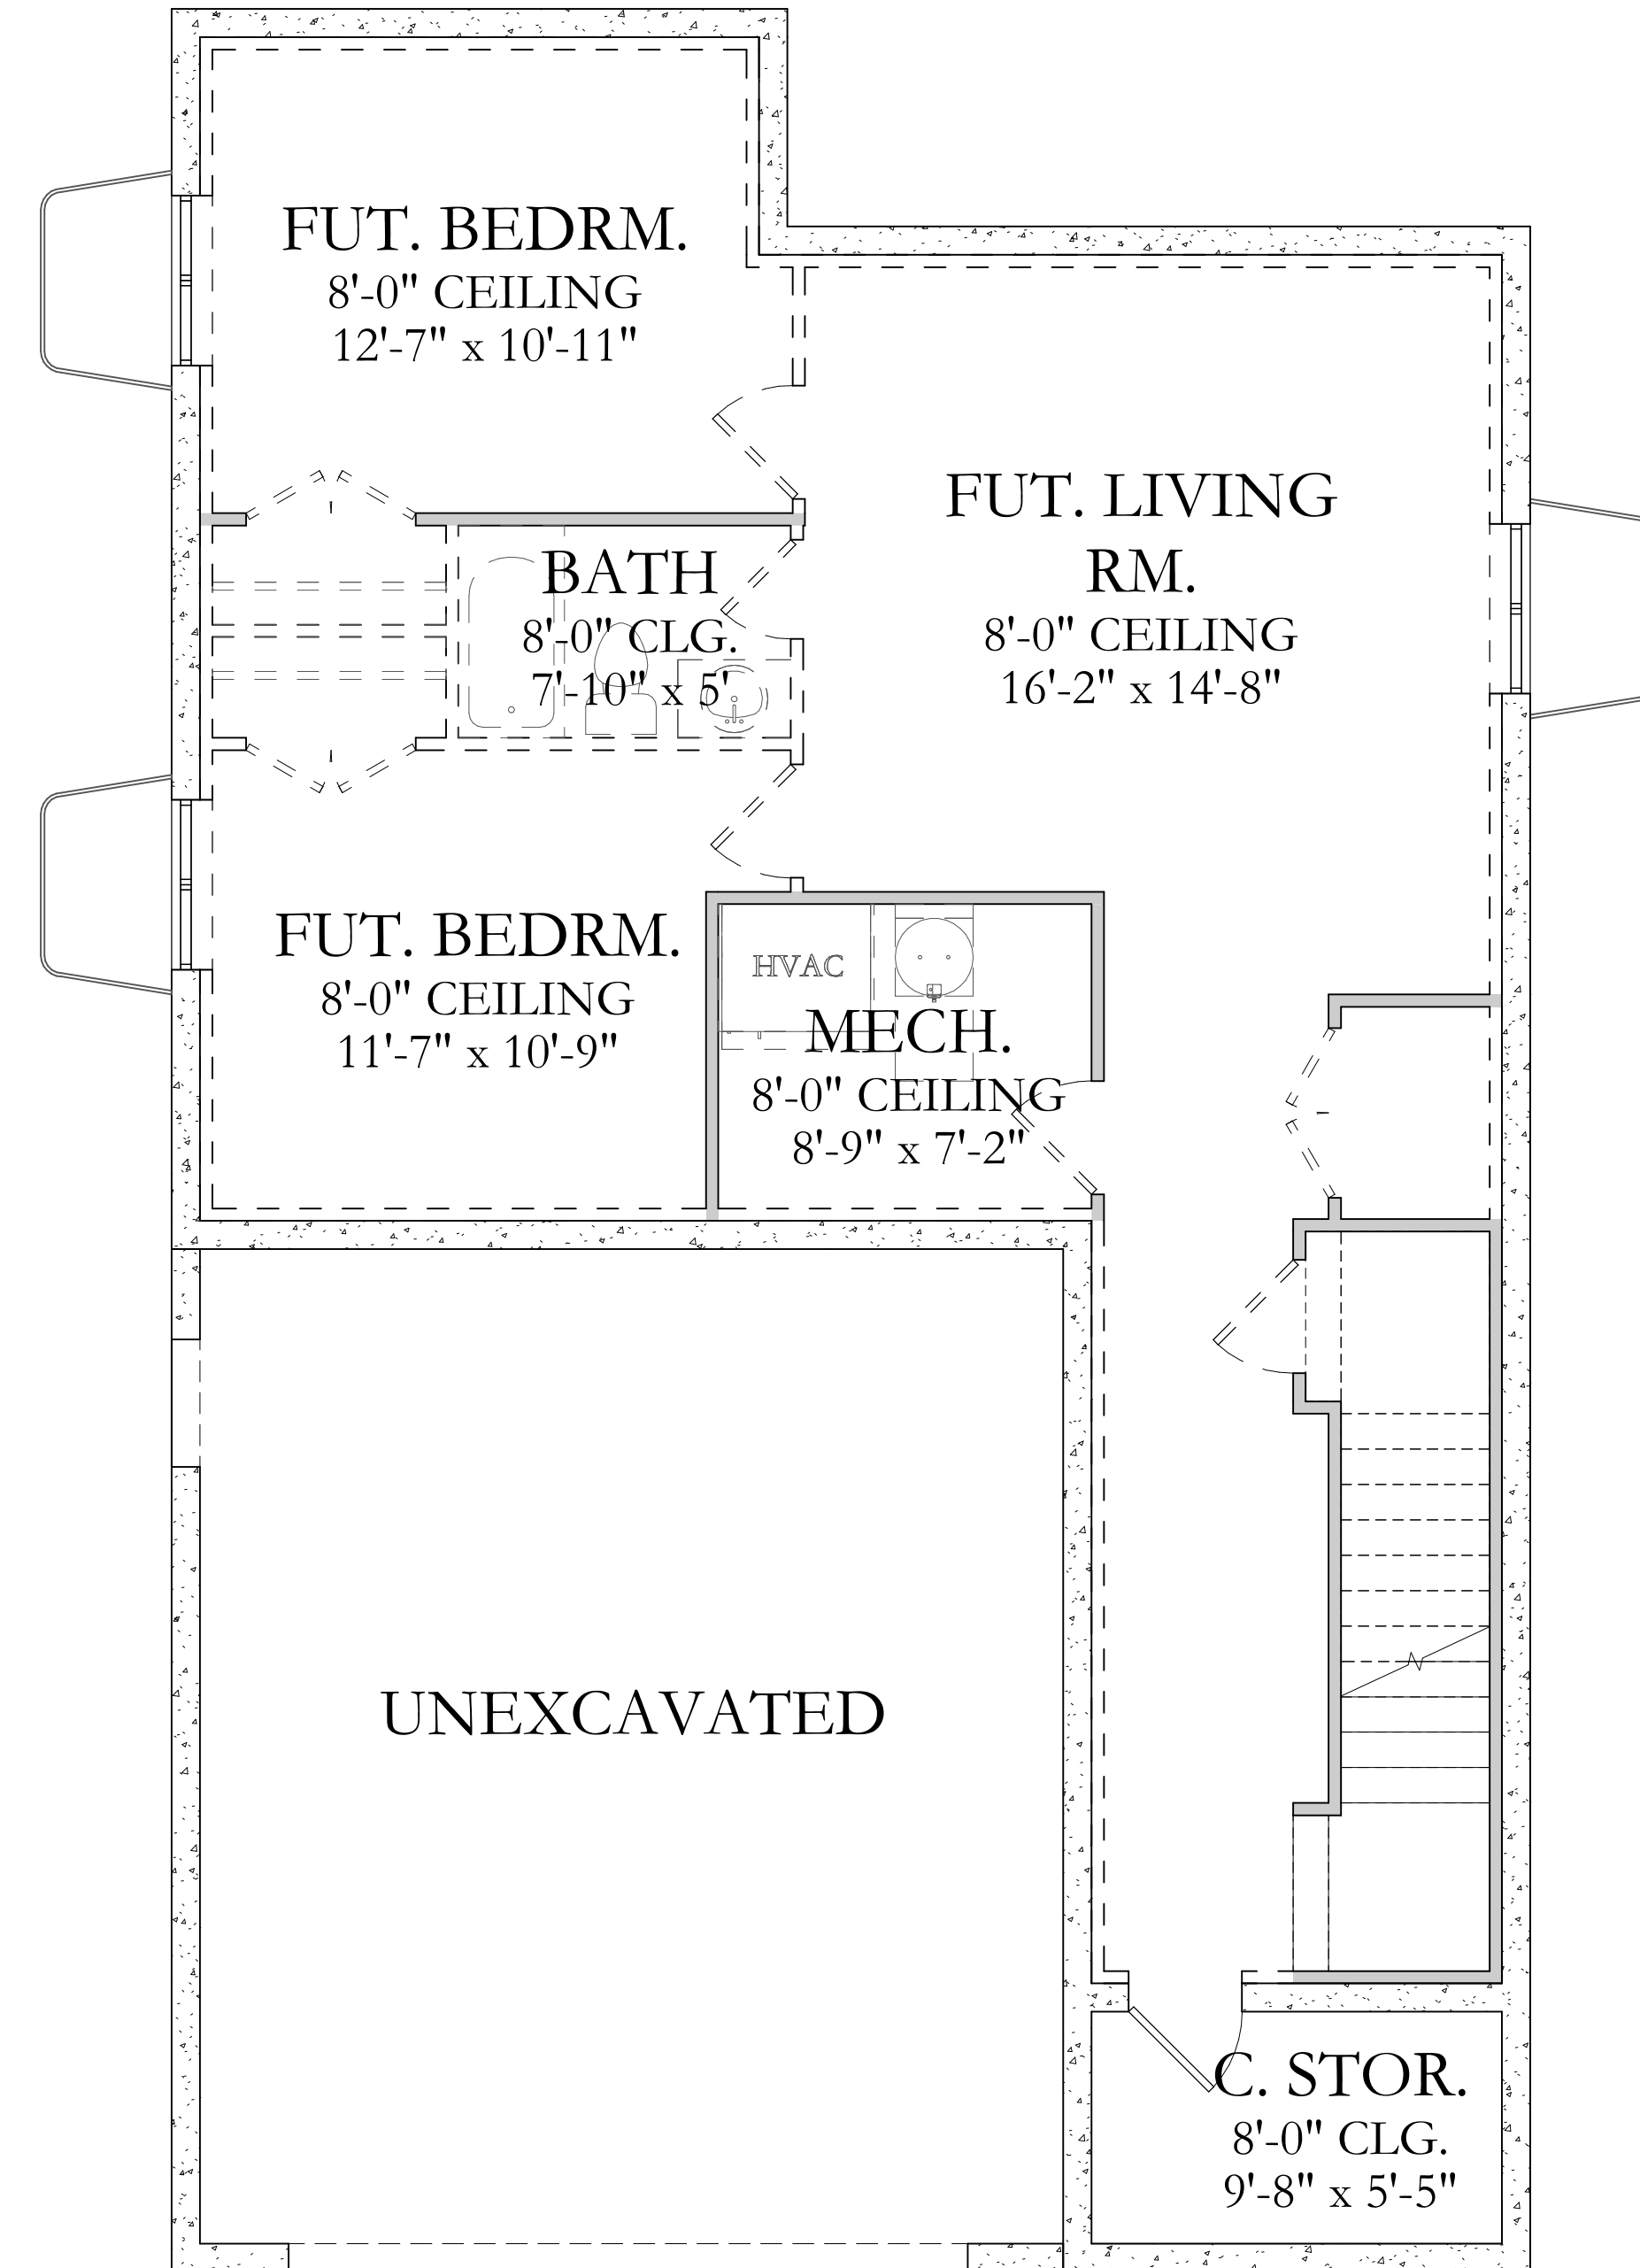 FUT. BEDRM.
8'-0" CEILING
12'-7" x 10'-11"
FUT. LIVING
RM.
8'-0" CEILING
16'-2" x 14'-8"
BATH
8'-0" CLG.
7'-10" x 5'
FUT. BEDRM.
8'-0" CEILING
11'-7" x 10'-9"
HVAC
MECH.
8'-0" CEILING
8'-9" x 7'-2"
UNEXCAVATED
C. STOR.
8'-0" CLG.
9'-8" x 5'-5"